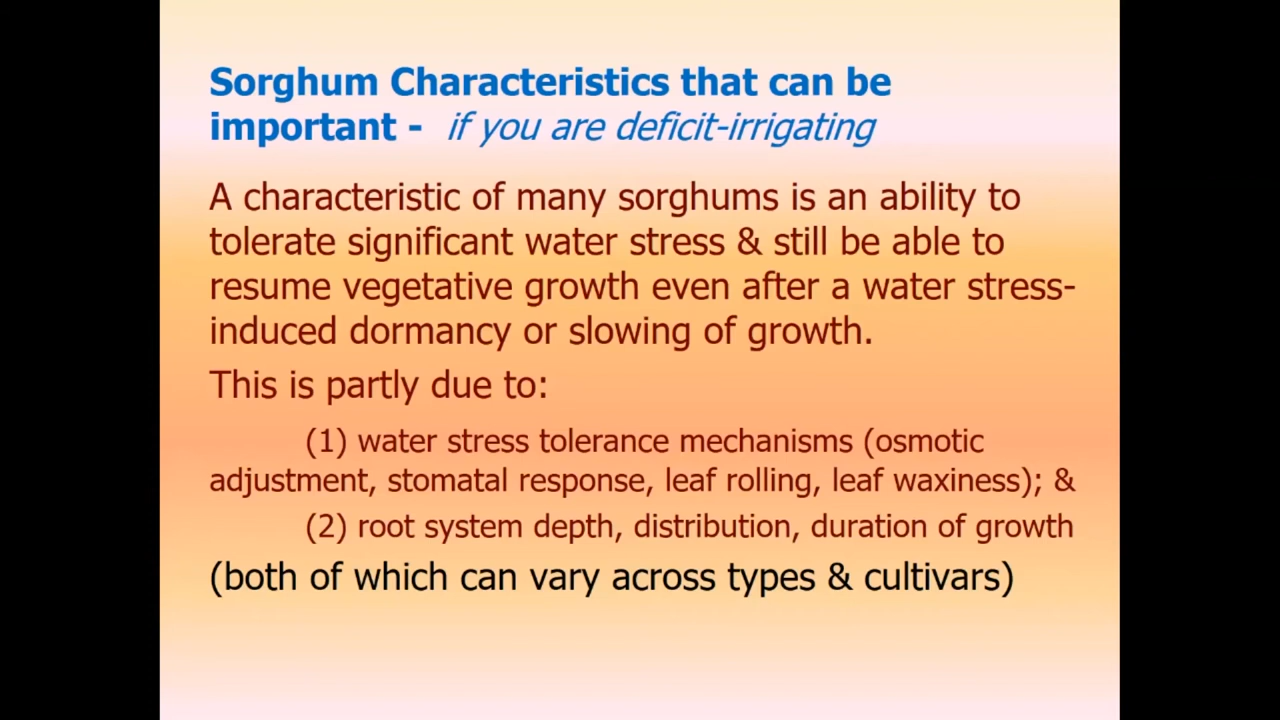 Sorghum Characteristics that can be
important - if you are deficit-irrigating
A characteristic of many sorghums is an ability to
tolerate significant water stress & still be able to
resume vegetative growth even after a water stress-
induced dormancy or slowing of growth.
This is partly due to:
(1) water stress tolerance mechanisms (osmotic
adjustment, stomatal response, leaf rolling, leaf waxiness); &
(2) root system depth, distribution, duration of growth
(both of which can vary across types & cultivars)